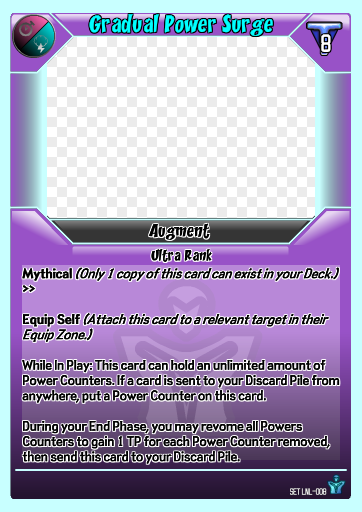 Gradual Power Surge
8
Augment
Ultra Rank
Mythical (Only 1 copy of this card can exist in your Deck.)
>>
Equip Self (Attach this card to a relevant target in their
Equip Zone.)
While In Play: This card can hold an unlimited amount of
Power Counters. If a card is sent to your Discard Pile from
anywhere, put a Power Counter on this card.
During your End Phase, you may revome all Powers
Counters to gain 1 TP for each Power Counter removed,
then send this card to your Discard Pile.
SET LNL-008